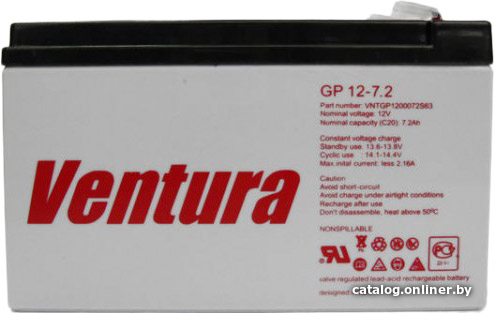 Ventura
GP 12-7.2
Part number: VNTGP1200072S63
Nominal voltage: 12V
Nominal capacity (C20): 7.2Ah
Constant voltage charge
Standby use. 13.6-13.8V
Cyclic use 14.1-14.4V
Max inital current: less 2.16A
Caution
Avoid short-circuit
Avoid charge under airtight conditions
Recharge after use
Don't disassemble, heat above 50ºC
NONSPILLABLE
Pb
valve regulated lead-acid rechargeable battery
catalog.onliner.by